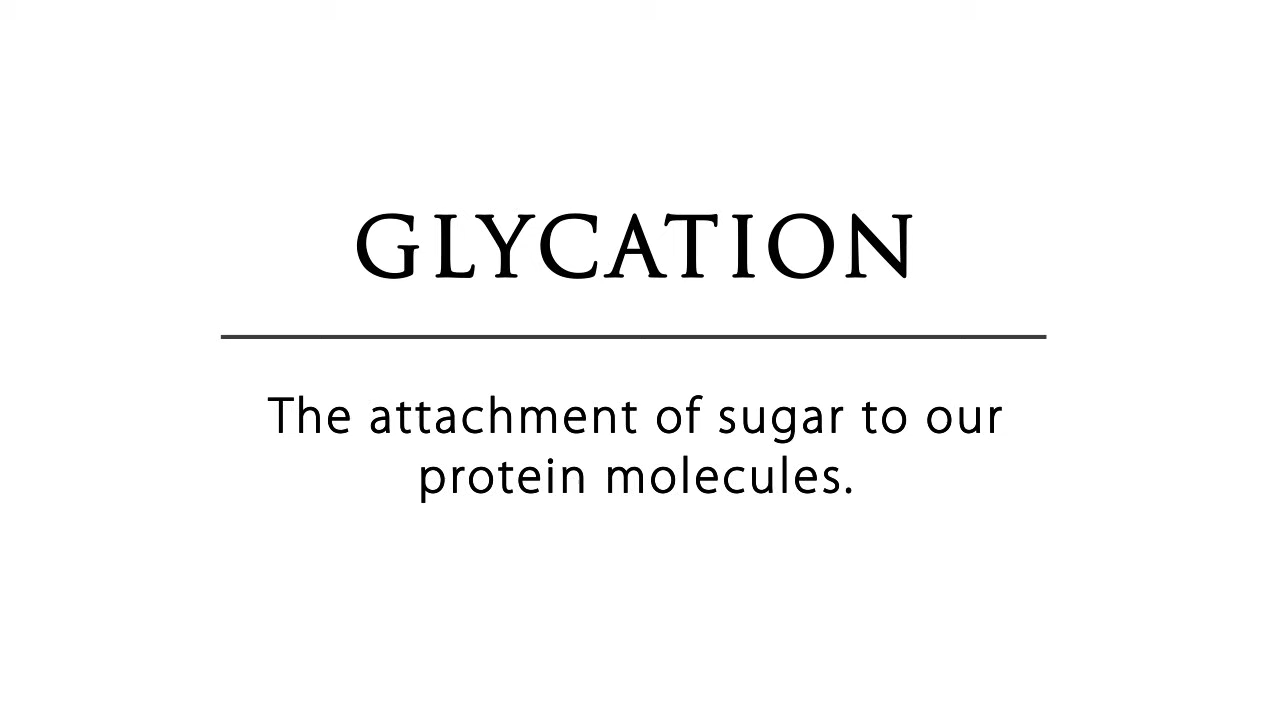 GLYCATION
The attachment of sugar to our
protein molecules.